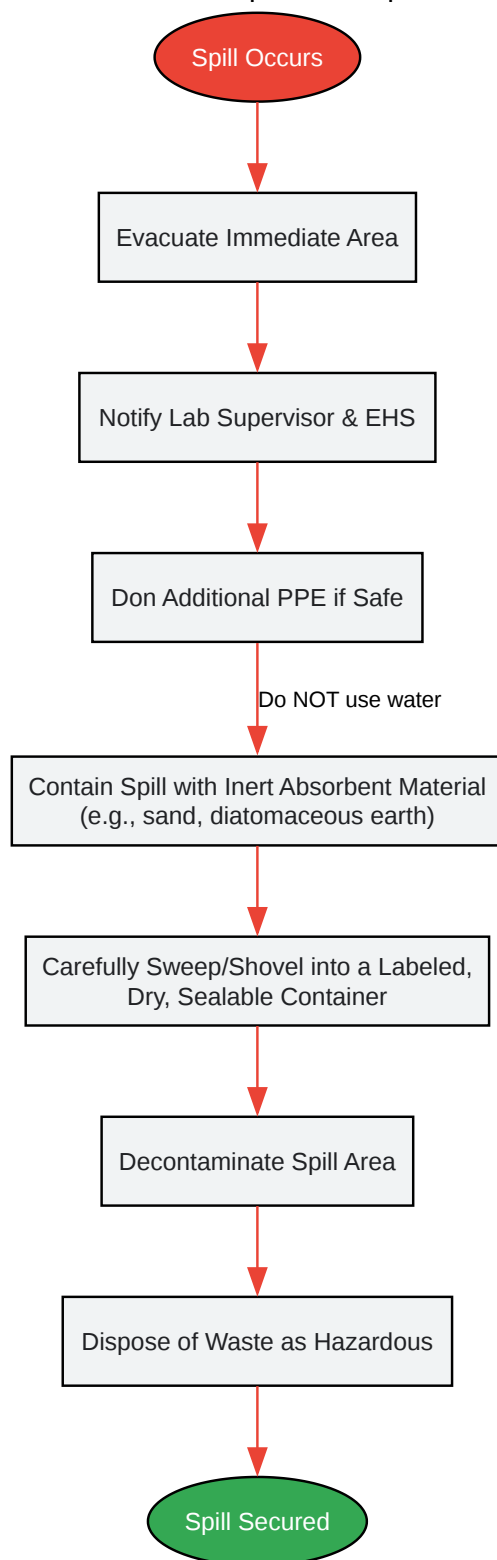 Spill Occurs
Evacuate Immediate Area
Notify Lab Supervisor & EHS
Don Additional PPE if Safe
Do NOT use water
Contain Spill with Inert Absorbent Material
(e.g., sand, diatomaceous earth)
Carefully Sweep/Shovel into a Labeled,
Dry, Sealable Container
Decontaminate Spill Area
Dispose of Waste as Hazardous
Spill Secured